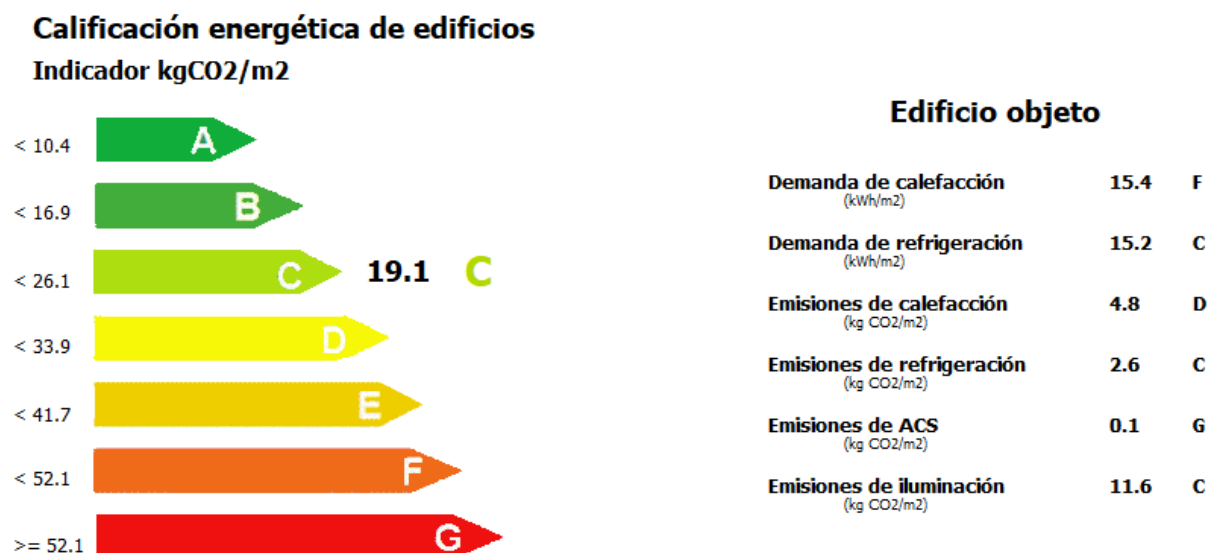 Calificación energética de edificios
Indicador kgCO2/m2
< 10.4 A
< 16.9 B
< 26.1 C 19.1 C
< 33.9 D
< 41.7 E
< 52.1 F
>= 52.1 G
Edificio objeto
Demanda de calefacción 15.4 F
(kWh/m2)
Demanda de refrigeración 15.2 C
(kWh/m2)
Emisiones de calefacción 4.8 D
(kg CO2/m2)
Emisiones de refrigeración 2.6 C
(kg CO2/m2)
Emisiones de ACS 0.1 G
(kg CO2/m2)
Emisiones de iluminación 11.6 C
(kg CO2/m2)